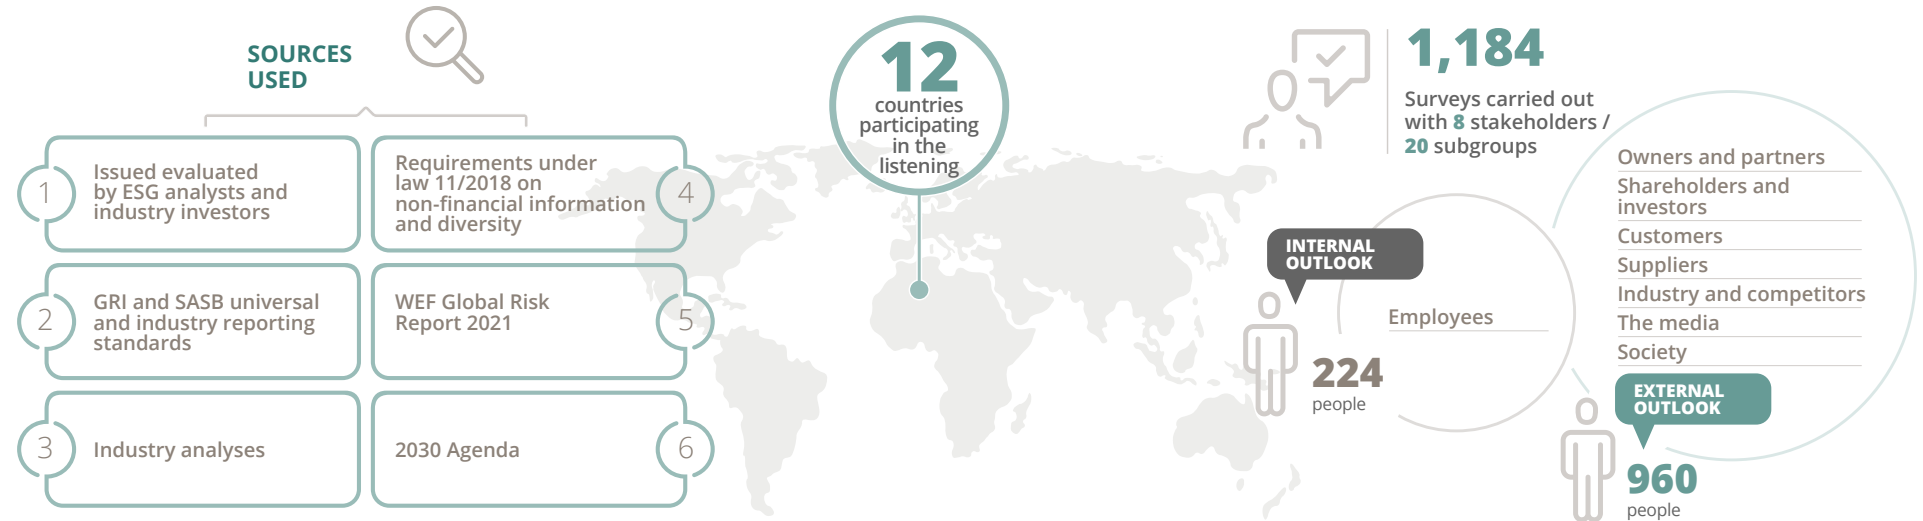 SOURCES
USED
1
Issued evaluated
by ESG analysts and
industry investors
2
GRI and SASB universal
and industry reporting
standards
3
Industry analyses
Requirements under
law 11/2018 on
non-financial information
and diversity
4
WEF Global Risk
Report 2021
5
2030 Agenda
6
12
countries
participating
in the
listening
1,184
Surveys carried out
with 8 stakeholders /
20 subgroups
INTERNAL
OUTLOOK
Employees
224
people
Owners and partners
Shareholders and
investors
Customers
Suppliers
Industry and competitors
The media
Society
EXTERNAL
OUTLOOK
960
people